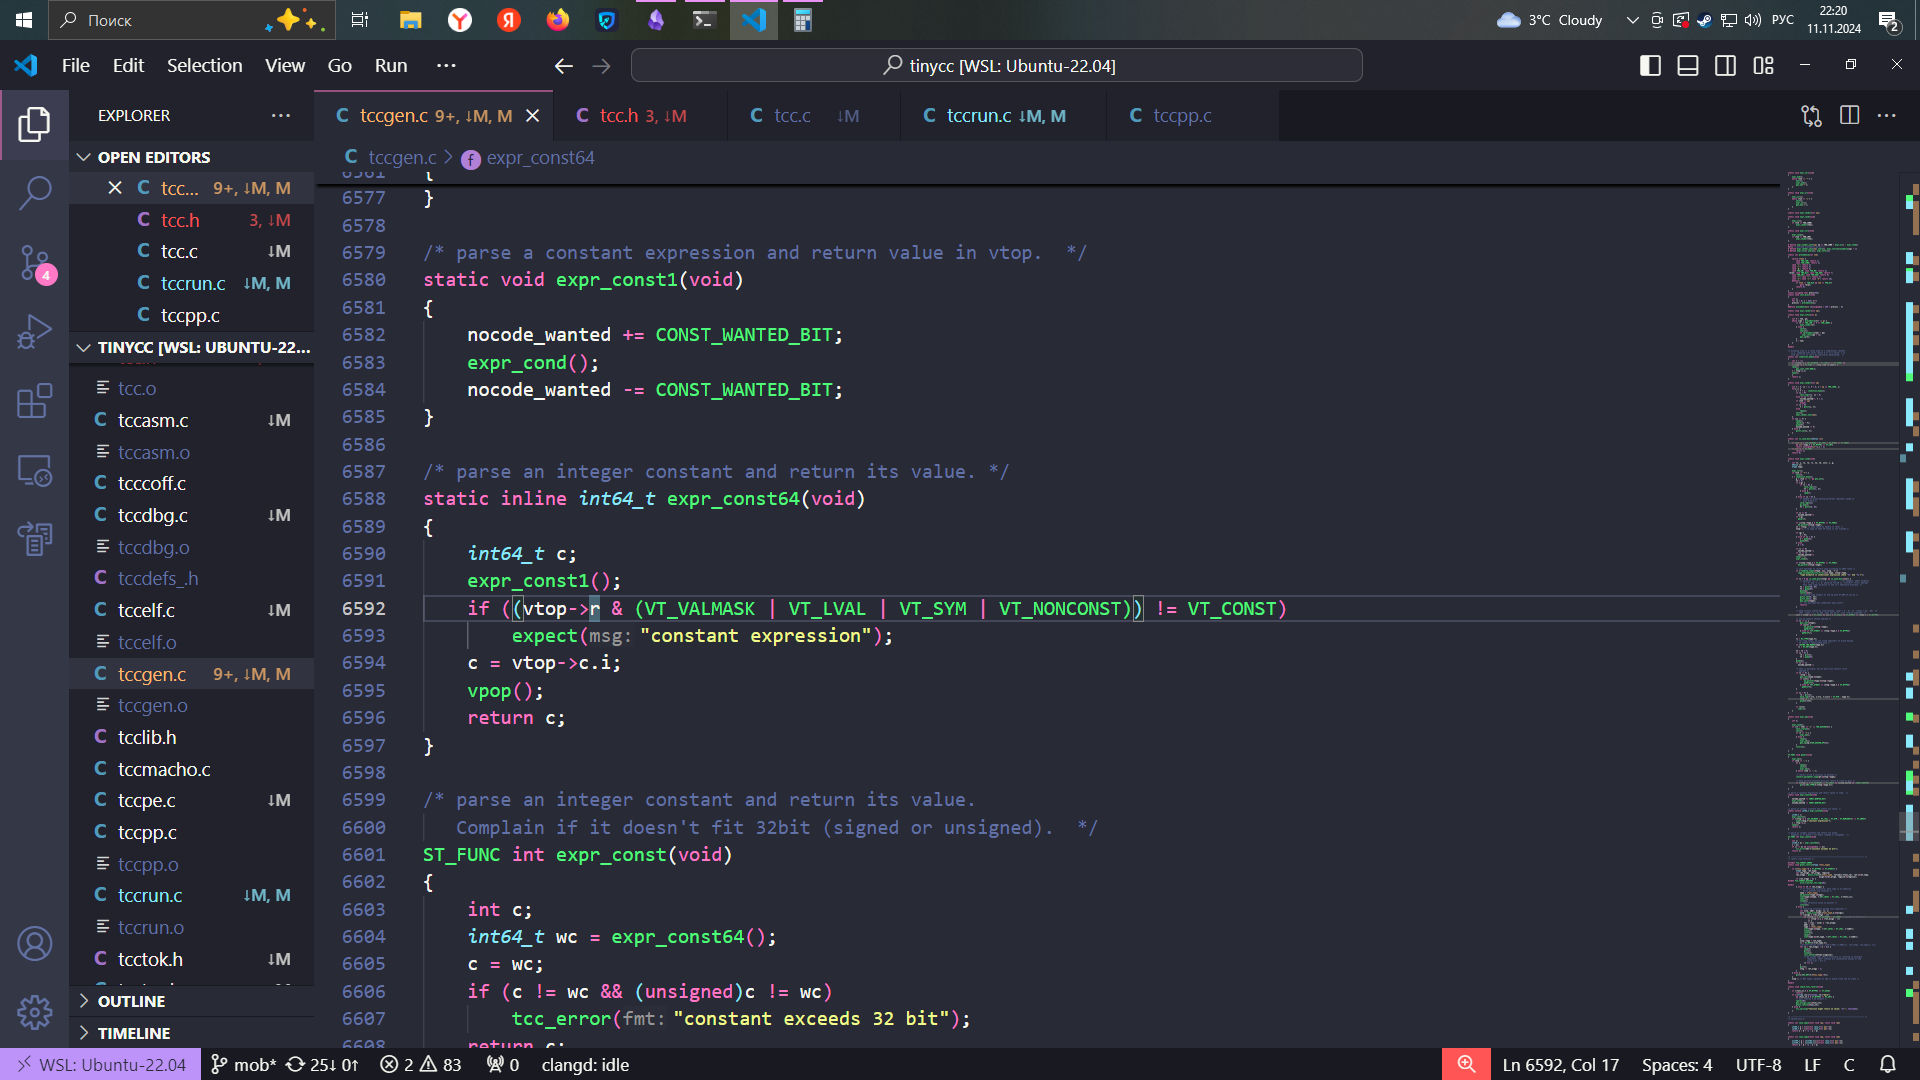 Поиск
3°C Cloudy
РУС
22:20
11.11.2024
2
File Edit Selection View Go Run ···
tinycc [WSL: Ubuntu-22.04]
EXPLORER
tccgen.c 9+, ↓M, M
tcc.h 3, ↓M
tcc.c ↓M
tccrun.c ↓M, M
tccpp.c
tccgen.c > expr_const64
OPEN EDITORS
tcc... 9+, ↓M, M
tcc.h 3, ↓M
tcc.c ↓M
tccrun.c ↓M, M
tccpp.c
4
TINYCC [WSL: UBUNTU-22...
tcc.o
tccasm.c ↓M
tccasm.o
tcccoff.c
tccdbg.c ↓M
tccdbg.o
tccdefs_.h
tccelf.c ↓M
tccelf.o
tccgen.c 9+, ↓M, M
tccgen.o
tcclib.h
tccmacho.c
tccpe.c ↓M
tccpp.c
tccpp.o
tccrun.c ↓M, M
tccrun.o
tcctok.h ↓M
OUTLINE
TIMELINE
6561 {
6577 }
6578
6579 /* parse a constant expression and return value in vtop.  */
6580 static void expr_const1(void)
6581 {
6582     nocode_wanted += CONST_WANTED_BIT;
6583     expr_cond();
6584     nocode_wanted -= CONST_WANTED_BIT;
6585 }
6586
6587 /* parse an integer constant and return its value. */
6588 static inline int64_t expr_const64(void)
6589 {
6590     int64_t c;
6591     expr_const1();
6592     if ((vtop->r & (VT_VALMASK | VT_LVAL | VT_SYM | VT_NONCONST)) != VT_CONST)
6593         expect(msg: "constant expression");
6594     c = vtop->c.i;
6595     vpop();
6596     return c;
6597 }
6598
6599 /* parse an integer constant and return its value.
6600    Complain if it doesn't fit 32bit (signed or unsigned).  */
6601 ST_FUNC int expr_const(void)
6602 {
6603     int c;
6604     int64_t wc = expr_const64();
6605     c = wc;
6606     if (c != wc && (unsigned)c != wc)
6607         tcc_error(fmt: "constant exceeds 32 bit");
6608     return c;
WSL: Ubuntu-22.04 mob* 25↓ 0↑ 2 83 0 clangd: idle
Ln 6592, Col 17 Spaces: 4 UTF-8 LF C